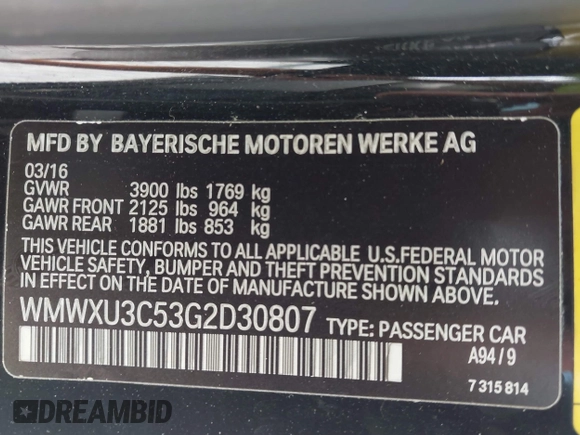 MFD BY BAYERISCHE MOTOREN WERKE AG
03/16
GVWR 3900 lbs 1769 kg
GAWR FRONT 2125 lbs 964 kg
GAWR REAR 1881 lbs 853 kg
THIS VEHICLE CONFORMS TO ALL APPLICABLE U.S.FEDERAL MOTOR
VEHICLE SAFETY, BUMPER AND THEFT PREVENTION STANDARDS
IN EFFECT ON THE DATE OF MANUFACTURE SHOWN ABOVE.
WMWXU3C53G2D30807 TYPE: PASSENGER CAR
A94 / 9
7 315 814
DREAMBID